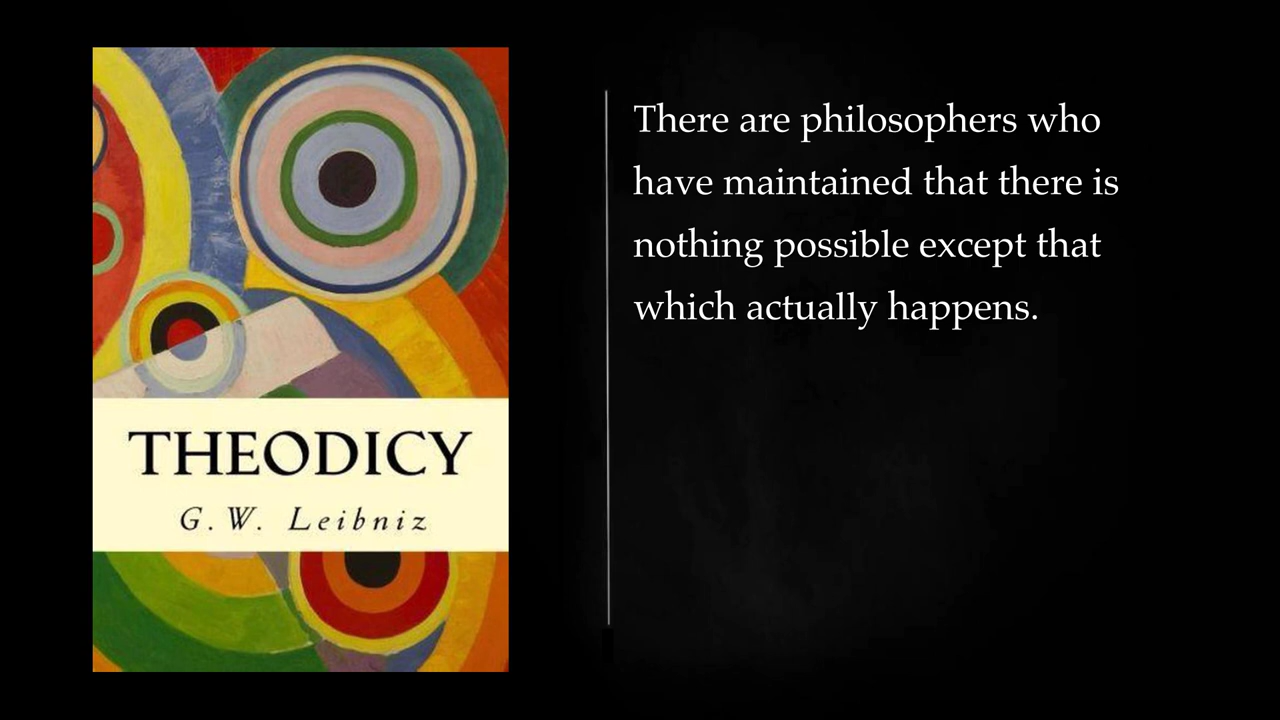 THEODICY
G. W. Leibniz
There are philosophers who
have maintained that there is
nothing possible except that
which actually happens.